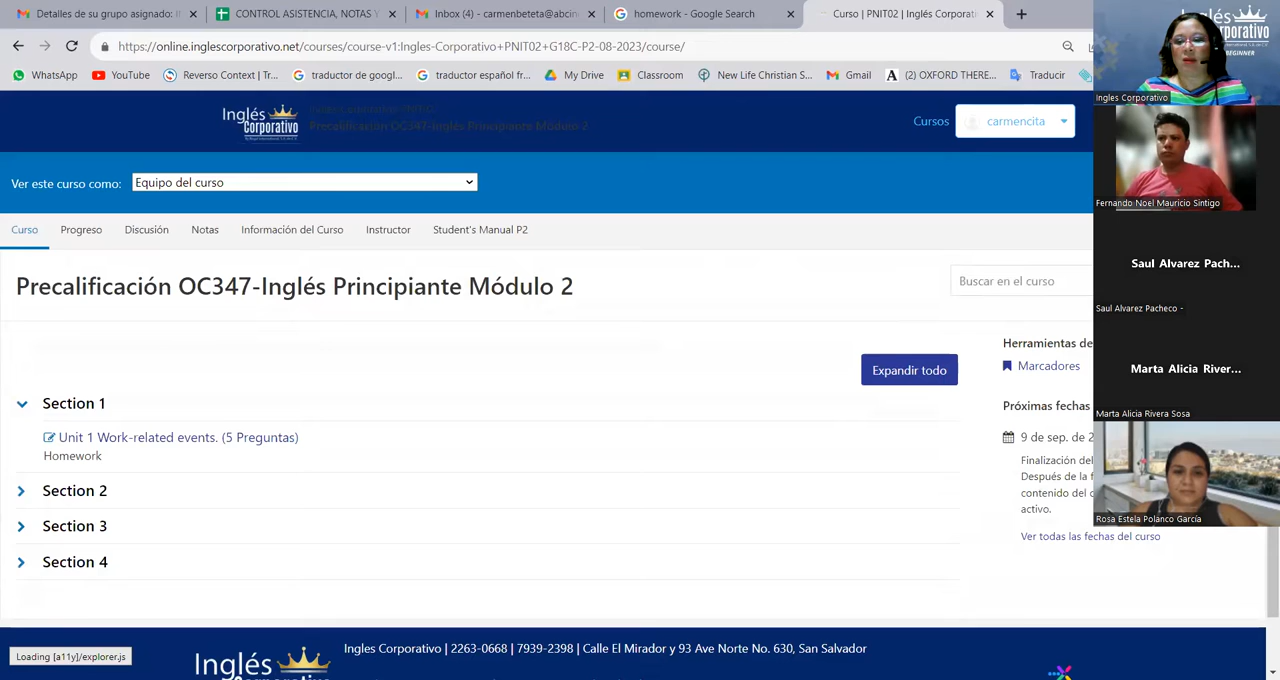 Detalles de su grupo asignado: I
CONTROL ASISTENCIA, NOTAS Y
Inbox (4) - carmenbeteta@abcin
homework - Google Search
Curso | PNIT02 | Inglés Corporati
https://online.inglescorporativo.net/courses/course-v1:Ingles-Corporativo+PNIT02+G18C-P2-08-2023/course/
WhatsApp
YouTube
Reverso Context | Tr...
traductor de googl...
traductor español fr...
My Drive
Classroom
New Life Christian S...
Gmail
(2) OXFORD THERE...
Traducir
Inglés
Corporativo
BEGINNER
Ingles Corporativo
Inglés
Corporativo
Precalificación OC347-Inglés Principiante Módulo 2
Cursos
carmencita
Ver este curso como:
Equipo del curso
Curso
Progreso
Discusión
Notas
Información del Curso
Instructor
Student's Manual P2
Fernando Noel Mauricio Sintigo
Precalificación OC347-Inglés Principiante Módulo 2
Buscar en el curso
Saul Alvarez Pach...
Saul Alvarez Pacheco -
Herramientas de
Marcadores
Expandir todo
Marta Alicia River...
Marta Alicia Rivera Sosa
Próximas fechas
9 de sep. de 2
Finalización del
Después de la f
contenido del c
activo.
Ver todas las fechas del curso
Section 1
Unit 1 Work-related events. (5 Preguntas)
Homework
Section 2
Section 3
Section 4
Rosa Estela Polanco García
Loading [a11y]/explorer.js
Inglés
Ingles Corporativo | 2263-0668 | 7939-2398 | Calle El Mirador y 93 Ave Norte No. 630, San Salvador